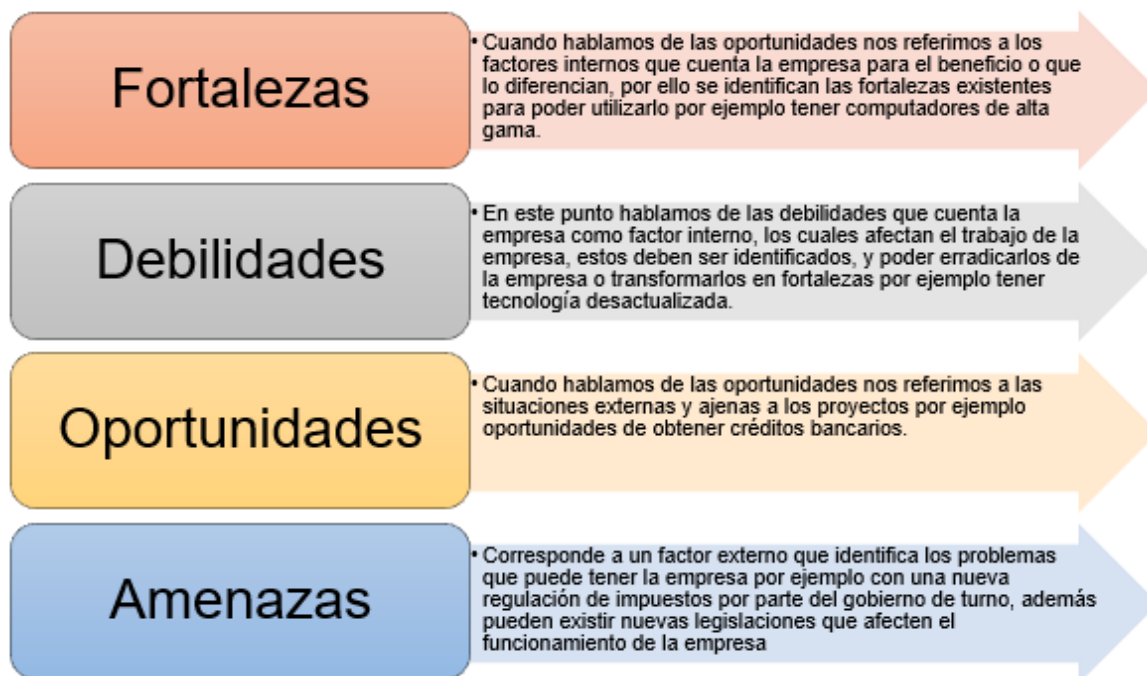 Fortalezas
• Cuando hablamos de las oportunidades nos referimos a los
factores internos que cuenta la empresa para el beneficio o que
lo diferencian, por ello se identifican las fortalezas existentes
para poder utilizarlo por ejemplo tener computadores de alta
gama.
Debilidades
• En este punto hablamos de las debilidades que cuenta la
empresa como factor interno, los cuales afectan el trabajo de la
empresa, estos deben ser identificados, y poder erradicarlos de
la empresa o transformarlos en fortalezas por ejemplo tener
tecnología desactualizada.
Oportunidades
• Cuando hablamos de las oportunidades nos referimos a las
situaciones externas y ajenas a los proyectos por ejemplo
oportunidades de obtener créditos bancarios.
Amenazas
• Corresponde a un factor externo que identifica los problemas
que puede tener la empresa por ejemplo con una nueva
regulación de impuestos por parte del gobierno de turno, además
pueden existir nuevas legislaciones que afecten el
funcionamiento de la empresa